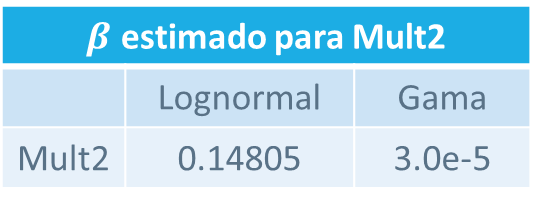 β estimado para Mult2
Lognormal Gama
Mult2 0.14805 3.0e-5